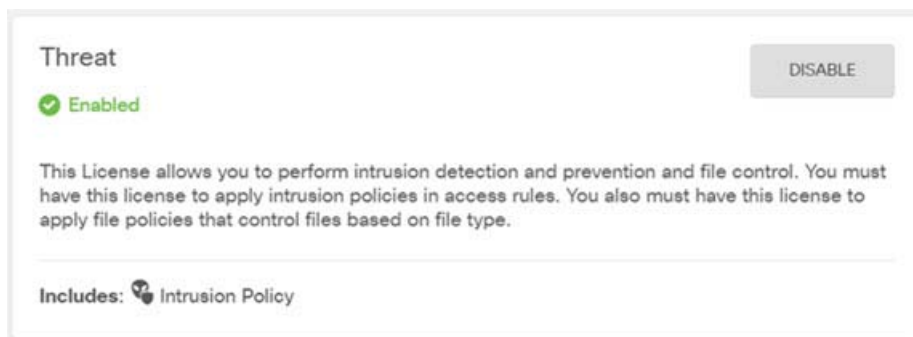 Threat
DISABLE
Enabled
This License allows you to perform intrusion detection and prevention and file control. You must
have this license to apply intrusion policies in access rules. You also must have this license to
apply file policies that control files based on file type.
Includes: Intrusion Policy